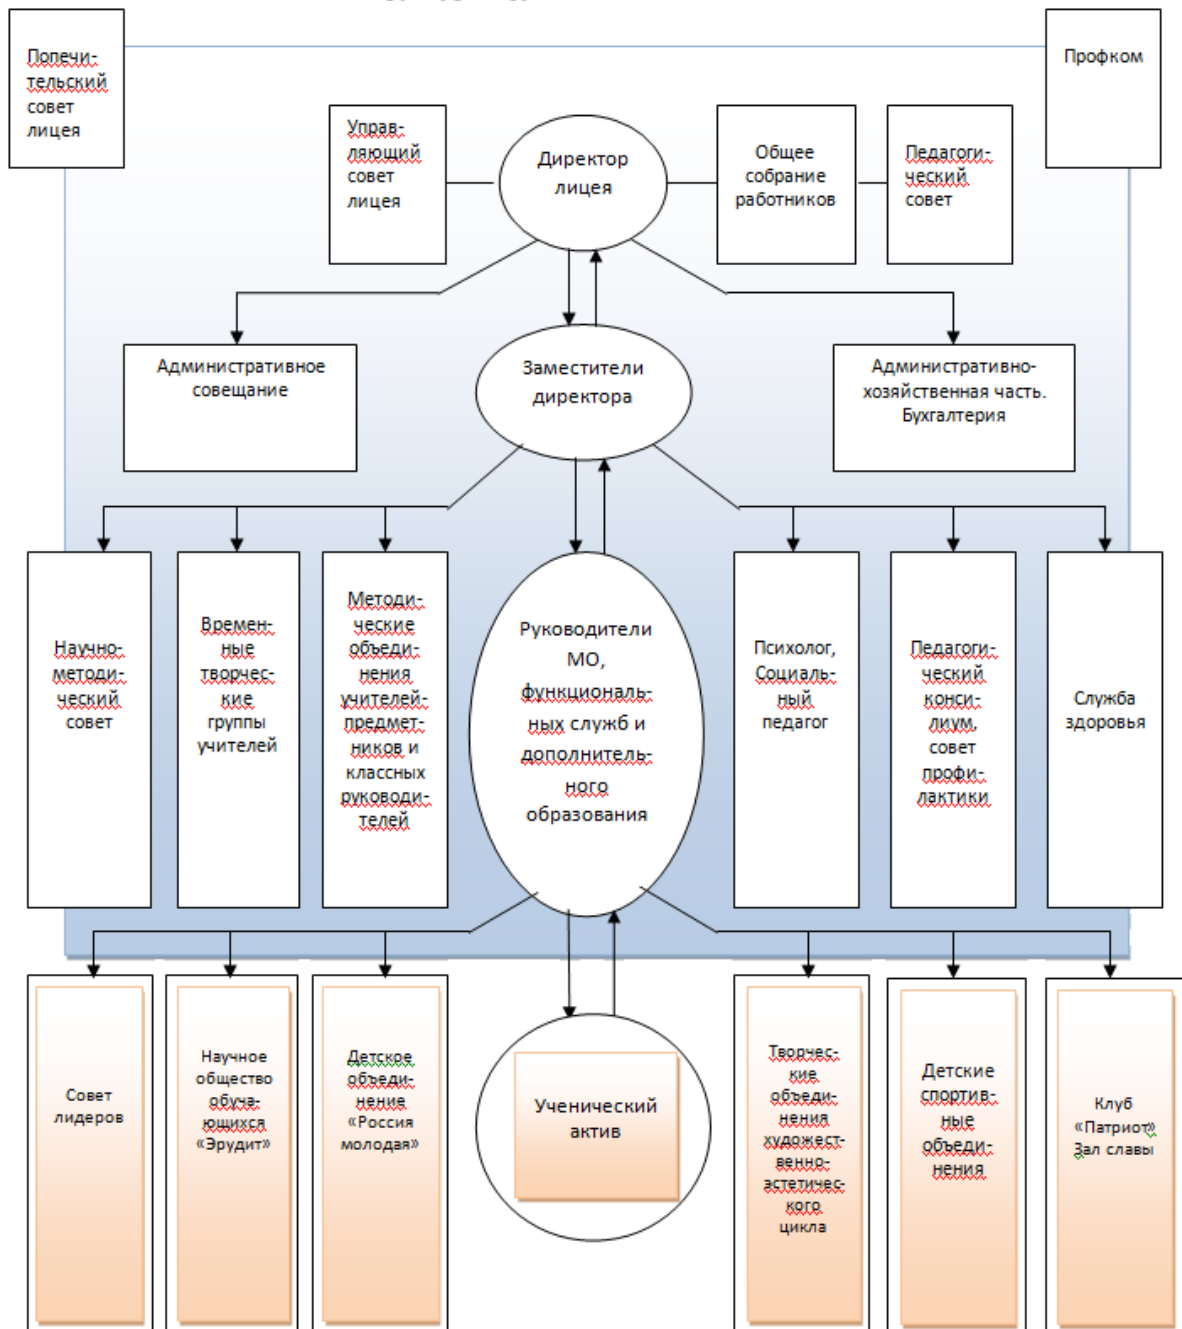 Попечи-
тельский
совет
лицея
Профком
Управ-
ляющий
совет
лицея
Директор
лицея
Общее
собрание
работников
Педагоги-
ческий
совет
Административное
совещание
Заместители
директора
Административно-
хозяйственная часть.
Бухгалтерия
Научно-
методи-
ческий
совет
Времен-
ные
творчес-
кие
группы
учителей
Методи-
ческие
объеди-
нения
учителей-
предмет-
ников и
классных
руководи-
телей
Руководители
МО,
функциональ-
ных служб и
дополнитель-
ного
образования
Психолог,
Социаль-
ный
педагог
Педагоги-
ческий
конси-
лиум,
совет
профи-
лактики
Служба
здоровья
Совет
лидеров
Научное
общество
обуча-
ющихся
«Эрудит»
Детское
объеди-
нение
«Россия
молодая»
Ученический
актив
Творчес-
кие
объеди-
нения
художест-
венно-
эстетичес-
кого
цикла
Детские
спортив-
ные
объеди-
нения
Клуб
«Патриот»
Зал славы